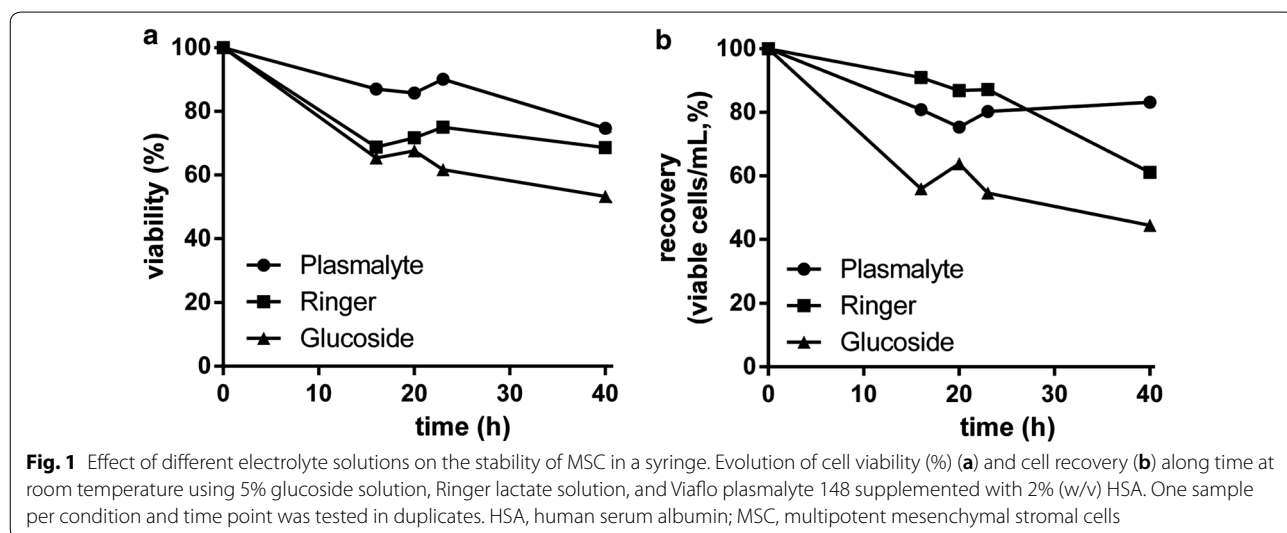 a
100
80
60
40
20
0
viability (%)
Plasmalyte
Ringer
Glucoside
0 10 20 30 40
time (h)
b
100
80
60
40
20
0
recovery
(viable cells/mL,%)
Plasmalyte
Ringer
Glucoside
0 10 20 30 40
time (h)
Fig. 1 Effect of different electrolyte solutions on the stability of MSC in a syringe. Evolution of cell viability (%) (a) and cell recovery (b) along time at
room temperature using 5% glucoside solution, Ringer lactate solution, and Viaflo plasmalyte 148 supplemented with 2% (w/v) HSA. One sample
per condition and time point was tested in duplicates. HSA, human serum albumin; MSC, multipotent mesenchymal stromal cells